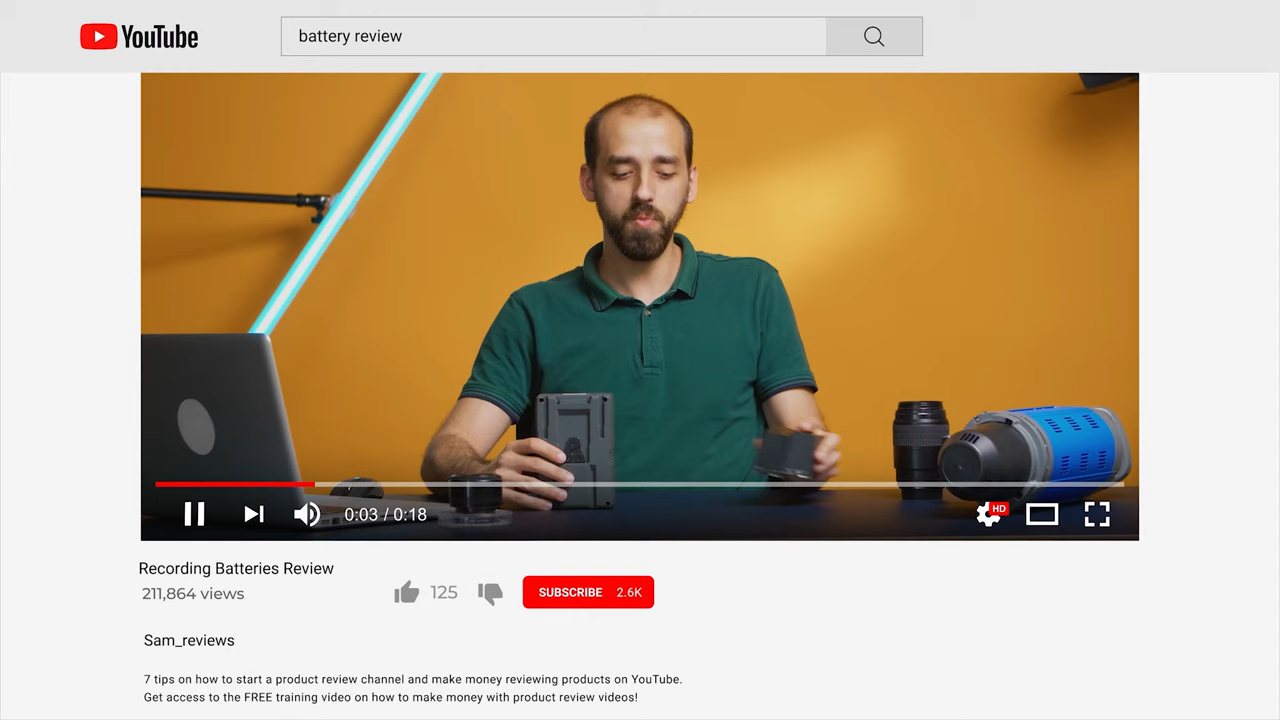 YouTube
battery review
0:03 / 0:18
HD
Recording Batteries Review
211,864 views
125
SUBSCRIBE 2.6K
Sam_reviews
7 tips on how to start a product review channel and make money reviewing products on YouTube.
Get access to the FREE training video on how to make money with product review videos!